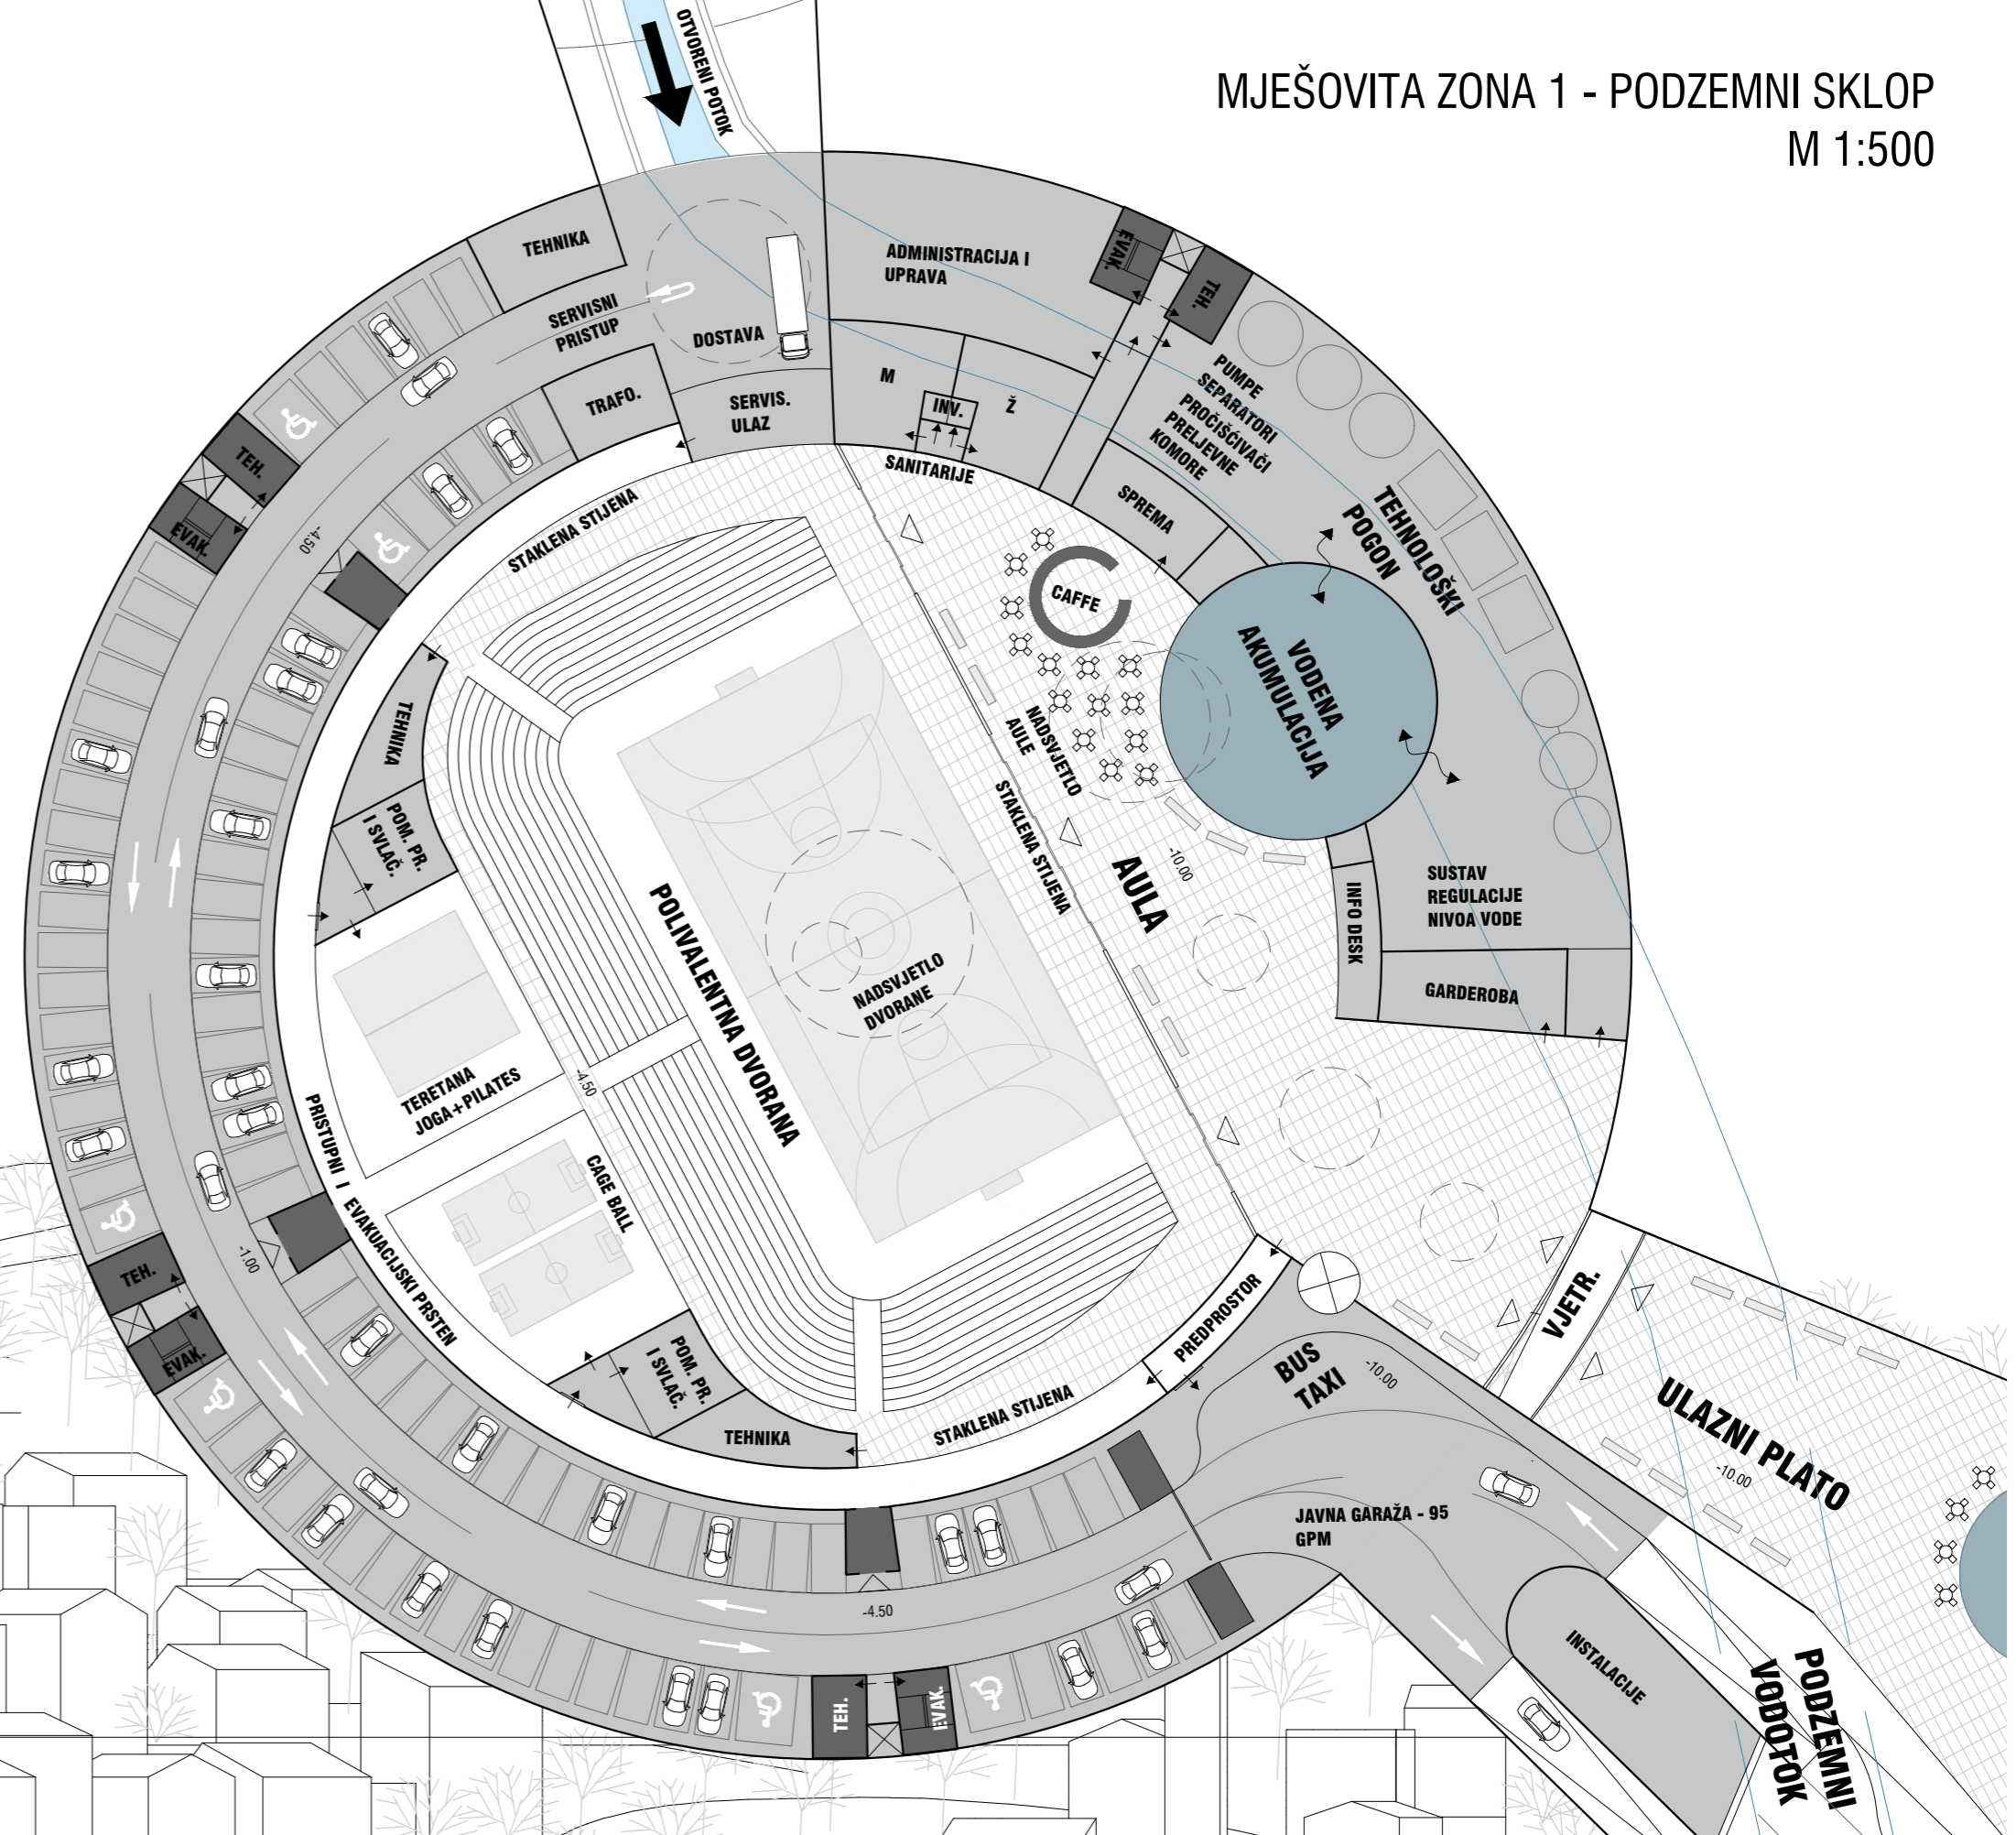 MJEŠOVITA ZONA 1 - PODZEMNI SKLOP
M 1:500
OTVORENI POTOK
TEHNIKA
SERVISNI
PRISTUP
DOSTAVA
TRAFO.
SERVIS.
ULAZ
ADMINISTRACIJA I
UPRAVA
EVAK.
TEH.
M
INV.
Ž
SANITARIJE
PUMPE
SEPARATORI
PROČIŠĆIVAČI
PRELJEVNE
KOMORE
SPREMA
TEHNOLOŠKI
POGON
TEH.
EVAK.
-4.50
STAKLENA STIJENA
CAFFE
VODENA
AKUMULACIJA
NADSVJETLO
AULE
STAKLENA STIJENA
AULA
-10.00
TEHNIKA
POM. PR.
I SVLAČ.
POLIVALENTNA DVORANA
NADSVJETLO
DVORANE
INFO DESK
SUSTAV
REGULACIJE
NIVOA VODE
GARDEROBA
TERETANA
JOGA+PILATES
-4.50
CAGE BALL
PRISTUPNI I EVAKUACIJSKI PRSTEN
-1.00
TEH.
EVAK.
POM. PR.
I SVLAČ.
TEHNIKA
STAKLENA STIJENA
PREDPROSTOR
BUS
TAXI
-10.00
VJETR.
ULAZNI PLATO
-10.00
JAVNA GARAŽA - 95
GPM
-4.50
TEH.
EVAK.
INSTALACIJE
PODZEMNI
VODOTOK